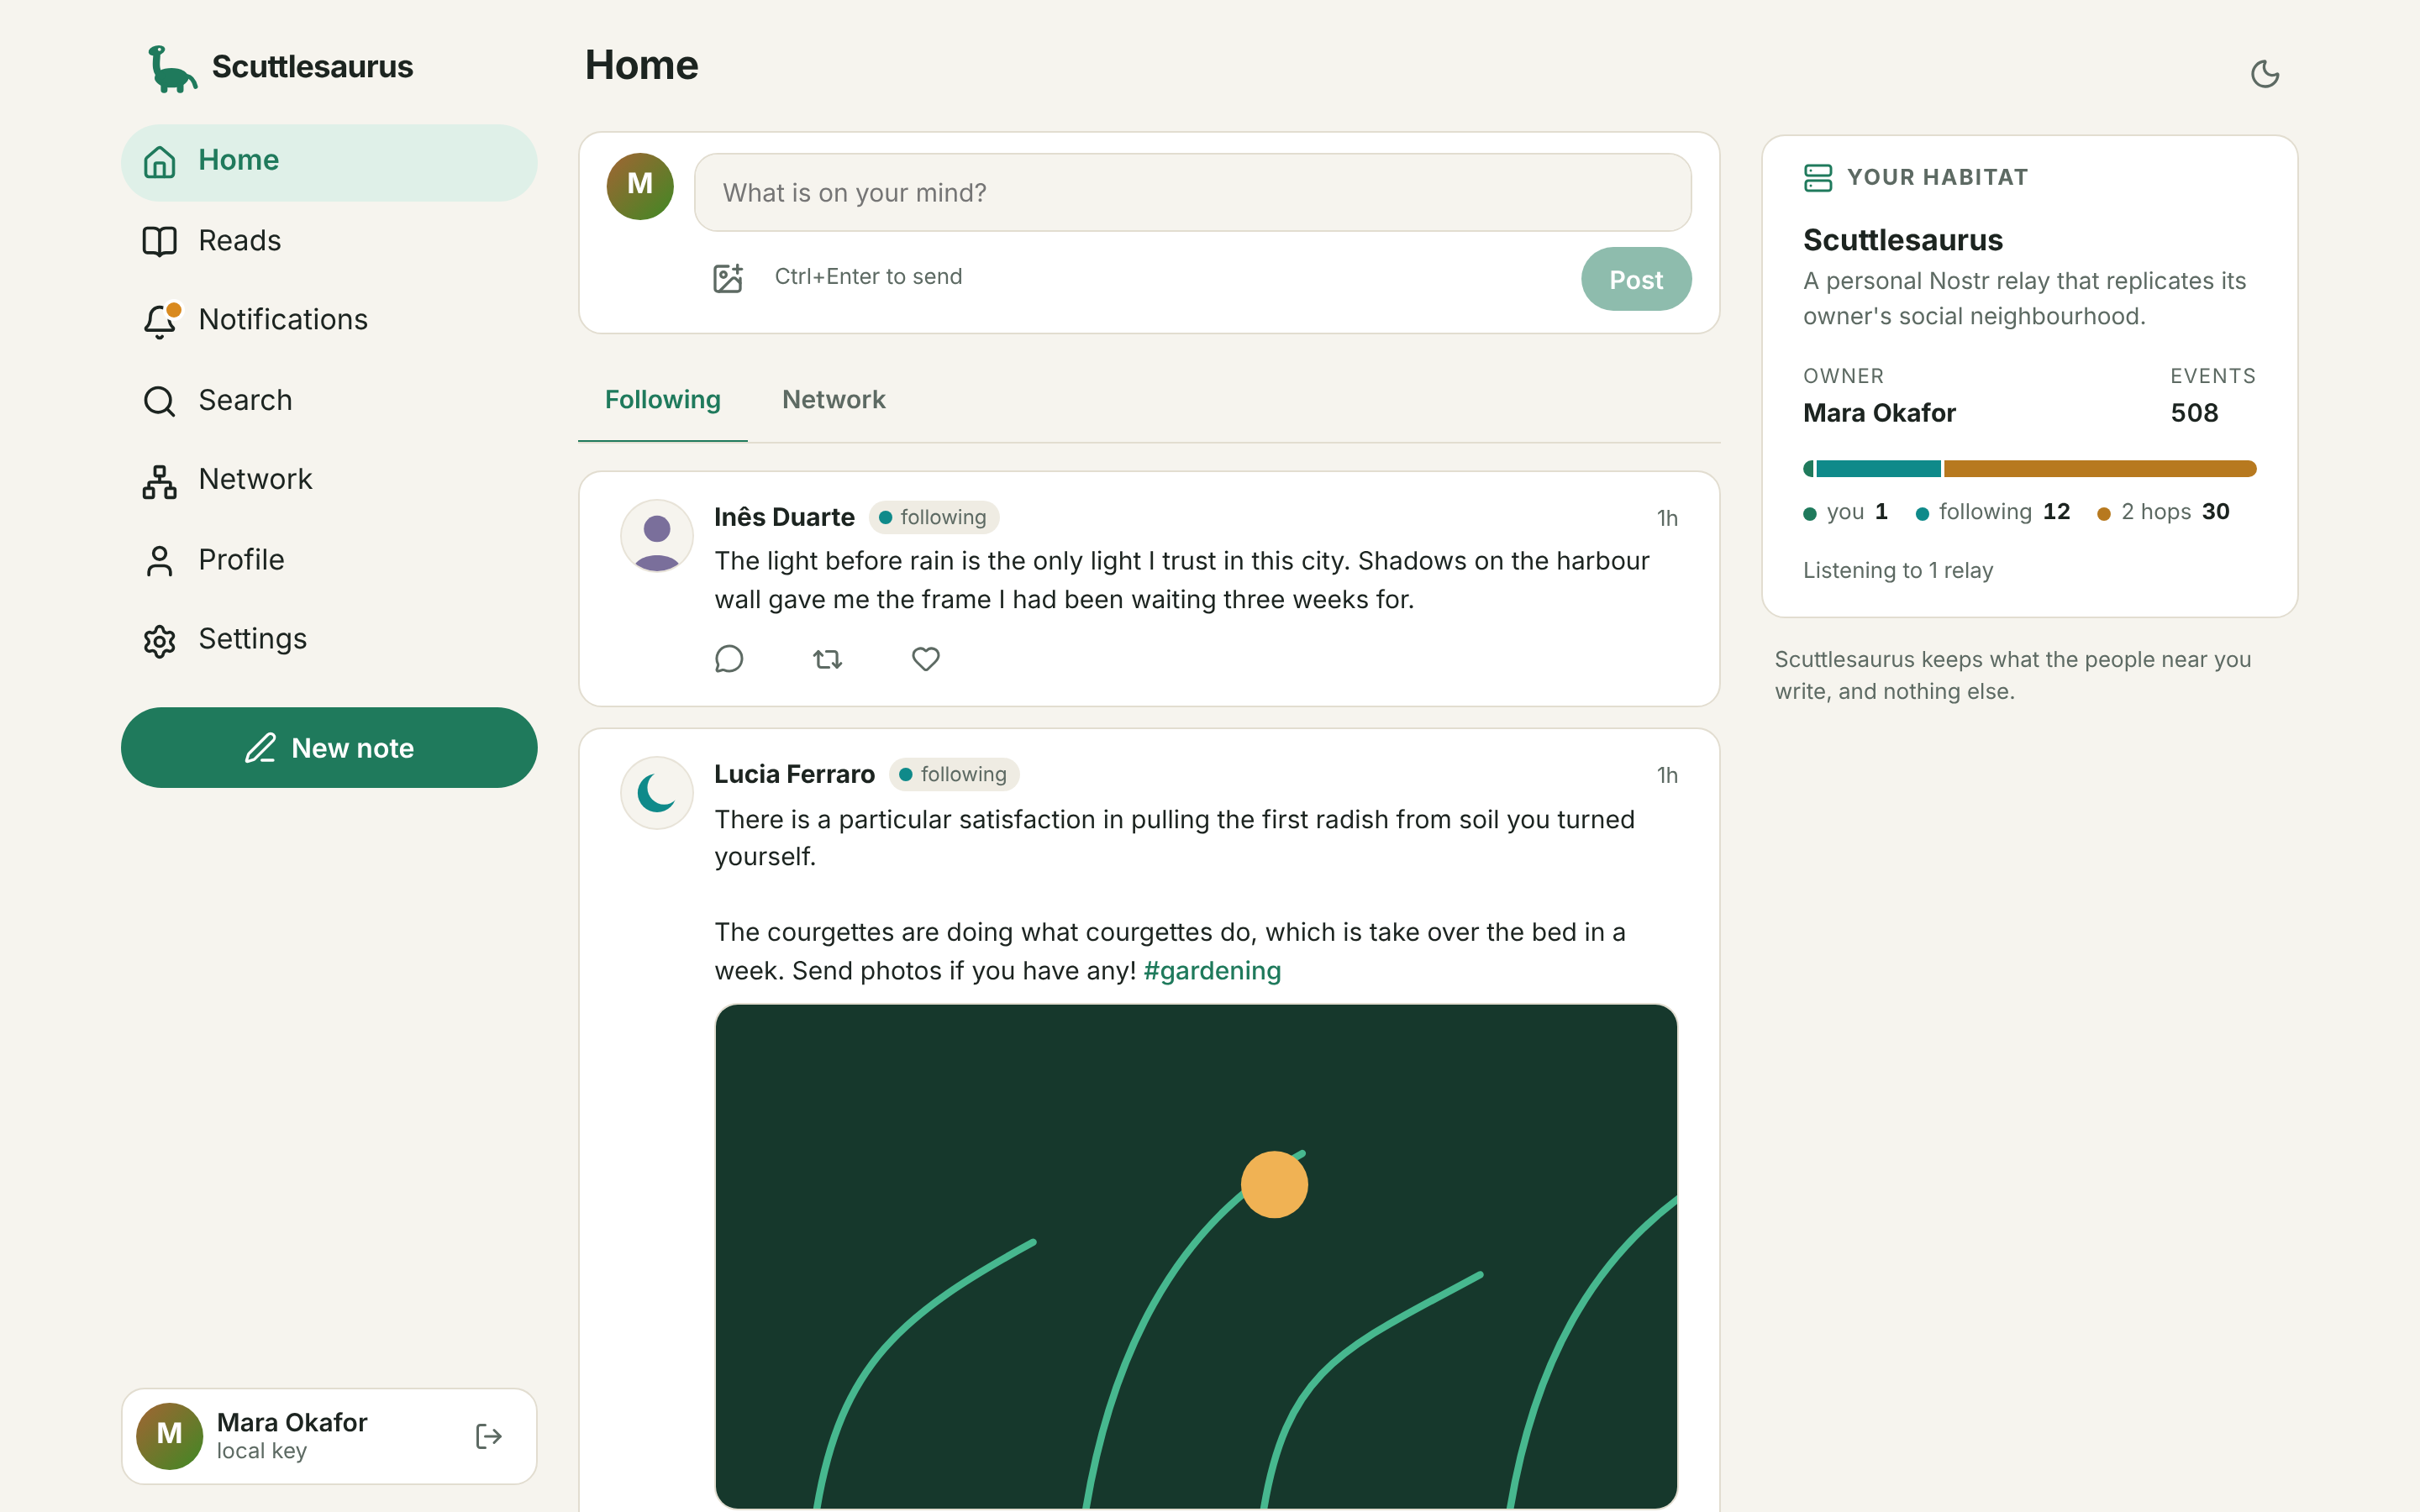 Scuttlesaurus
Home
Reads
Notifications
Search
Network
Profile
Settings
New note
M
Mara Okafor
local key
Home
M
What is on your mind?
Ctrl+Enter to send
Post
Following
Network
Inês Duarte
following
1h
The light before rain is the only light I trust in this city. Shadows on the harbour
wall gave me the frame I had been waiting three weeks for.
Lucia Ferraro
following
1h
There is a particular satisfaction in pulling the first radish from soil you turned
yourself.
The courgettes are doing what courgettes do, which is take over the bed in a
week. Send photos if you have any! #gardening
YOUR HABITAT
Scuttlesaurus
A personal Nostr relay that replicates its
owner's social neighbourhood.
OWNER
Mara Okafor
EVENTS
508
you 1
following 12
2 hops 30
Listening to 1 relay
Scuttlesaurus keeps what the people near you
write, and nothing else.